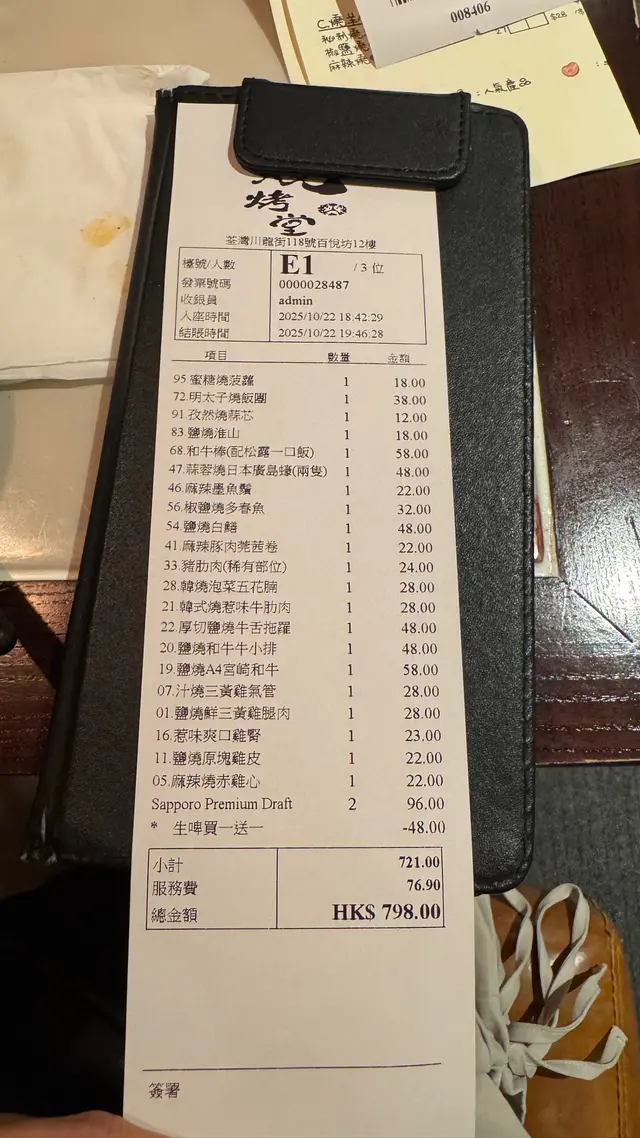 008406
$28
椒鹽燒
麻辣燒
:人氣產品
烤
堂
荃灣川龍街118號百悅坊12樓
檯號/人數 E1 / 3 位
發票號碼 0000028487
收銀員 admin
入座時間 2025/10/22 18:42:29
結賬時間 2025/10/22 19:46:28
項目 數量 金額
95.蜜糖燒菠蘿 1 18.00
72.明太子燒飯團 1 38.00
91.孜然燒蒜芯 1 12.00
83.鹽燒淮山 1 18.00
68.和牛棒(配松露一口飯) 1 58.00
47.蒜蓉燒日本廣島蠔(兩隻) 1 48.00
46.麻辣墨魚鬚 1 22.00
56.椒鹽燒多春魚 1 32.00
54.鹽燒白鱔 1 48.00
41.麻辣豚肉芫茜卷 1 22.00
33.豬肋肉(稀有部位) 1 24.00
28.韓燒泡菜五花腩 1 28.00
21.韓式燒惹味牛肋肉 1 28.00
22.厚切鹽燒牛舌拖羅 1 48.00
20.鹽燒和牛牛小排 1 48.00
19.鹽燒A4宮崎和牛 1 58.00
07.汁燒三黃雞氣管 1 28.00
01.鹽燒鮮三黃雞腿肉 1 28.00
16.惹味爽口雞腎 1 23.00
11.鹽燒原塊雞皮 1 22.00
05.麻辣燒赤雞心 1 22.00
Sapporo Premium Draft 2 96.00
* 生啤買一送一 -48.00
小計 721.00
服務費 76.90
總金額 HK$ 798.00
簽署